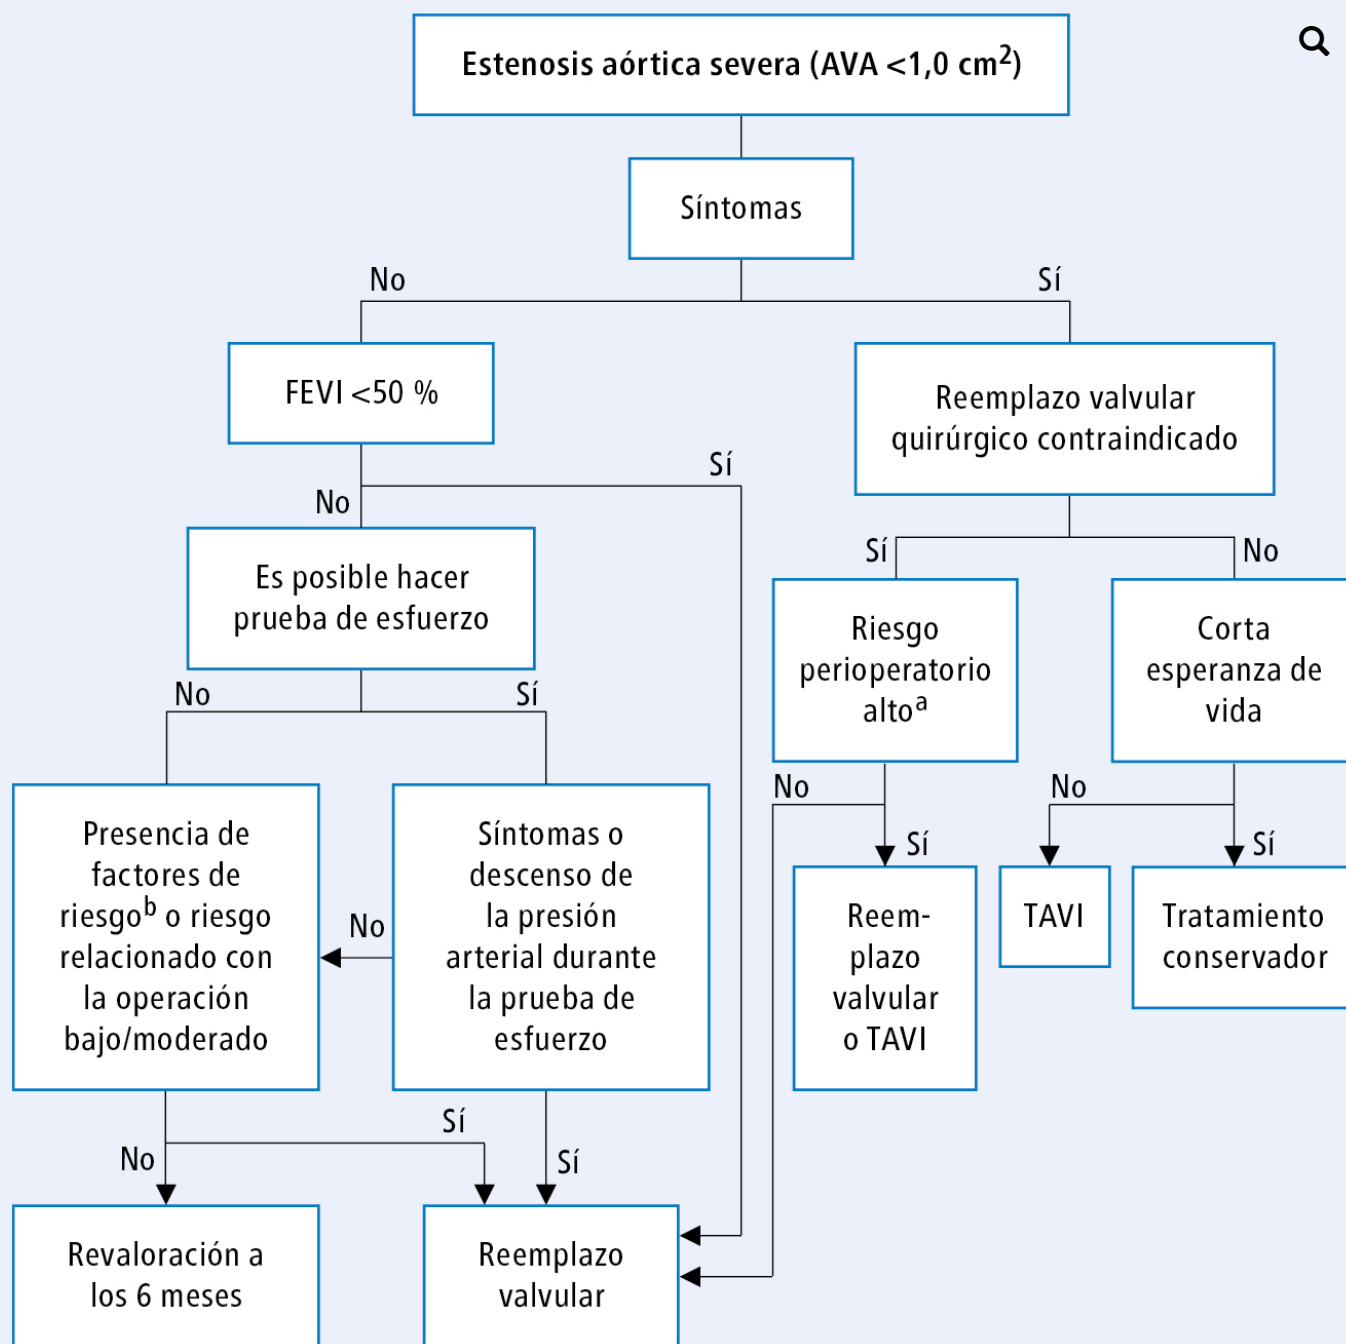 Estenosis aórtica severa (AVA <1,0 cm²)
Síntomas
No
Sí
FEVI <50 %
Reemplazo valvular
quirúrgico contraindicado
Sí
No
Es posible hacer
prueba de esfuerzo
Sí
No
Riesgo
perioperatorio
altoᵃ
Corta
esperanza de
vida
No
Sí
No
Sí
No
Sí
Presencia de
factores de
riesgoᵇ o riesgo
relacionado con
la operación
bajo/moderado
No
Síntomas o
descenso de
la presión
arterial durante
la prueba de
esfuerzo
Reem-
plazo
valvular
o TAVI
TAVI
Tratamiento
conservador
No
Sí
Sí
Revaloración a
los 6 meses
Reemplazo
valvular